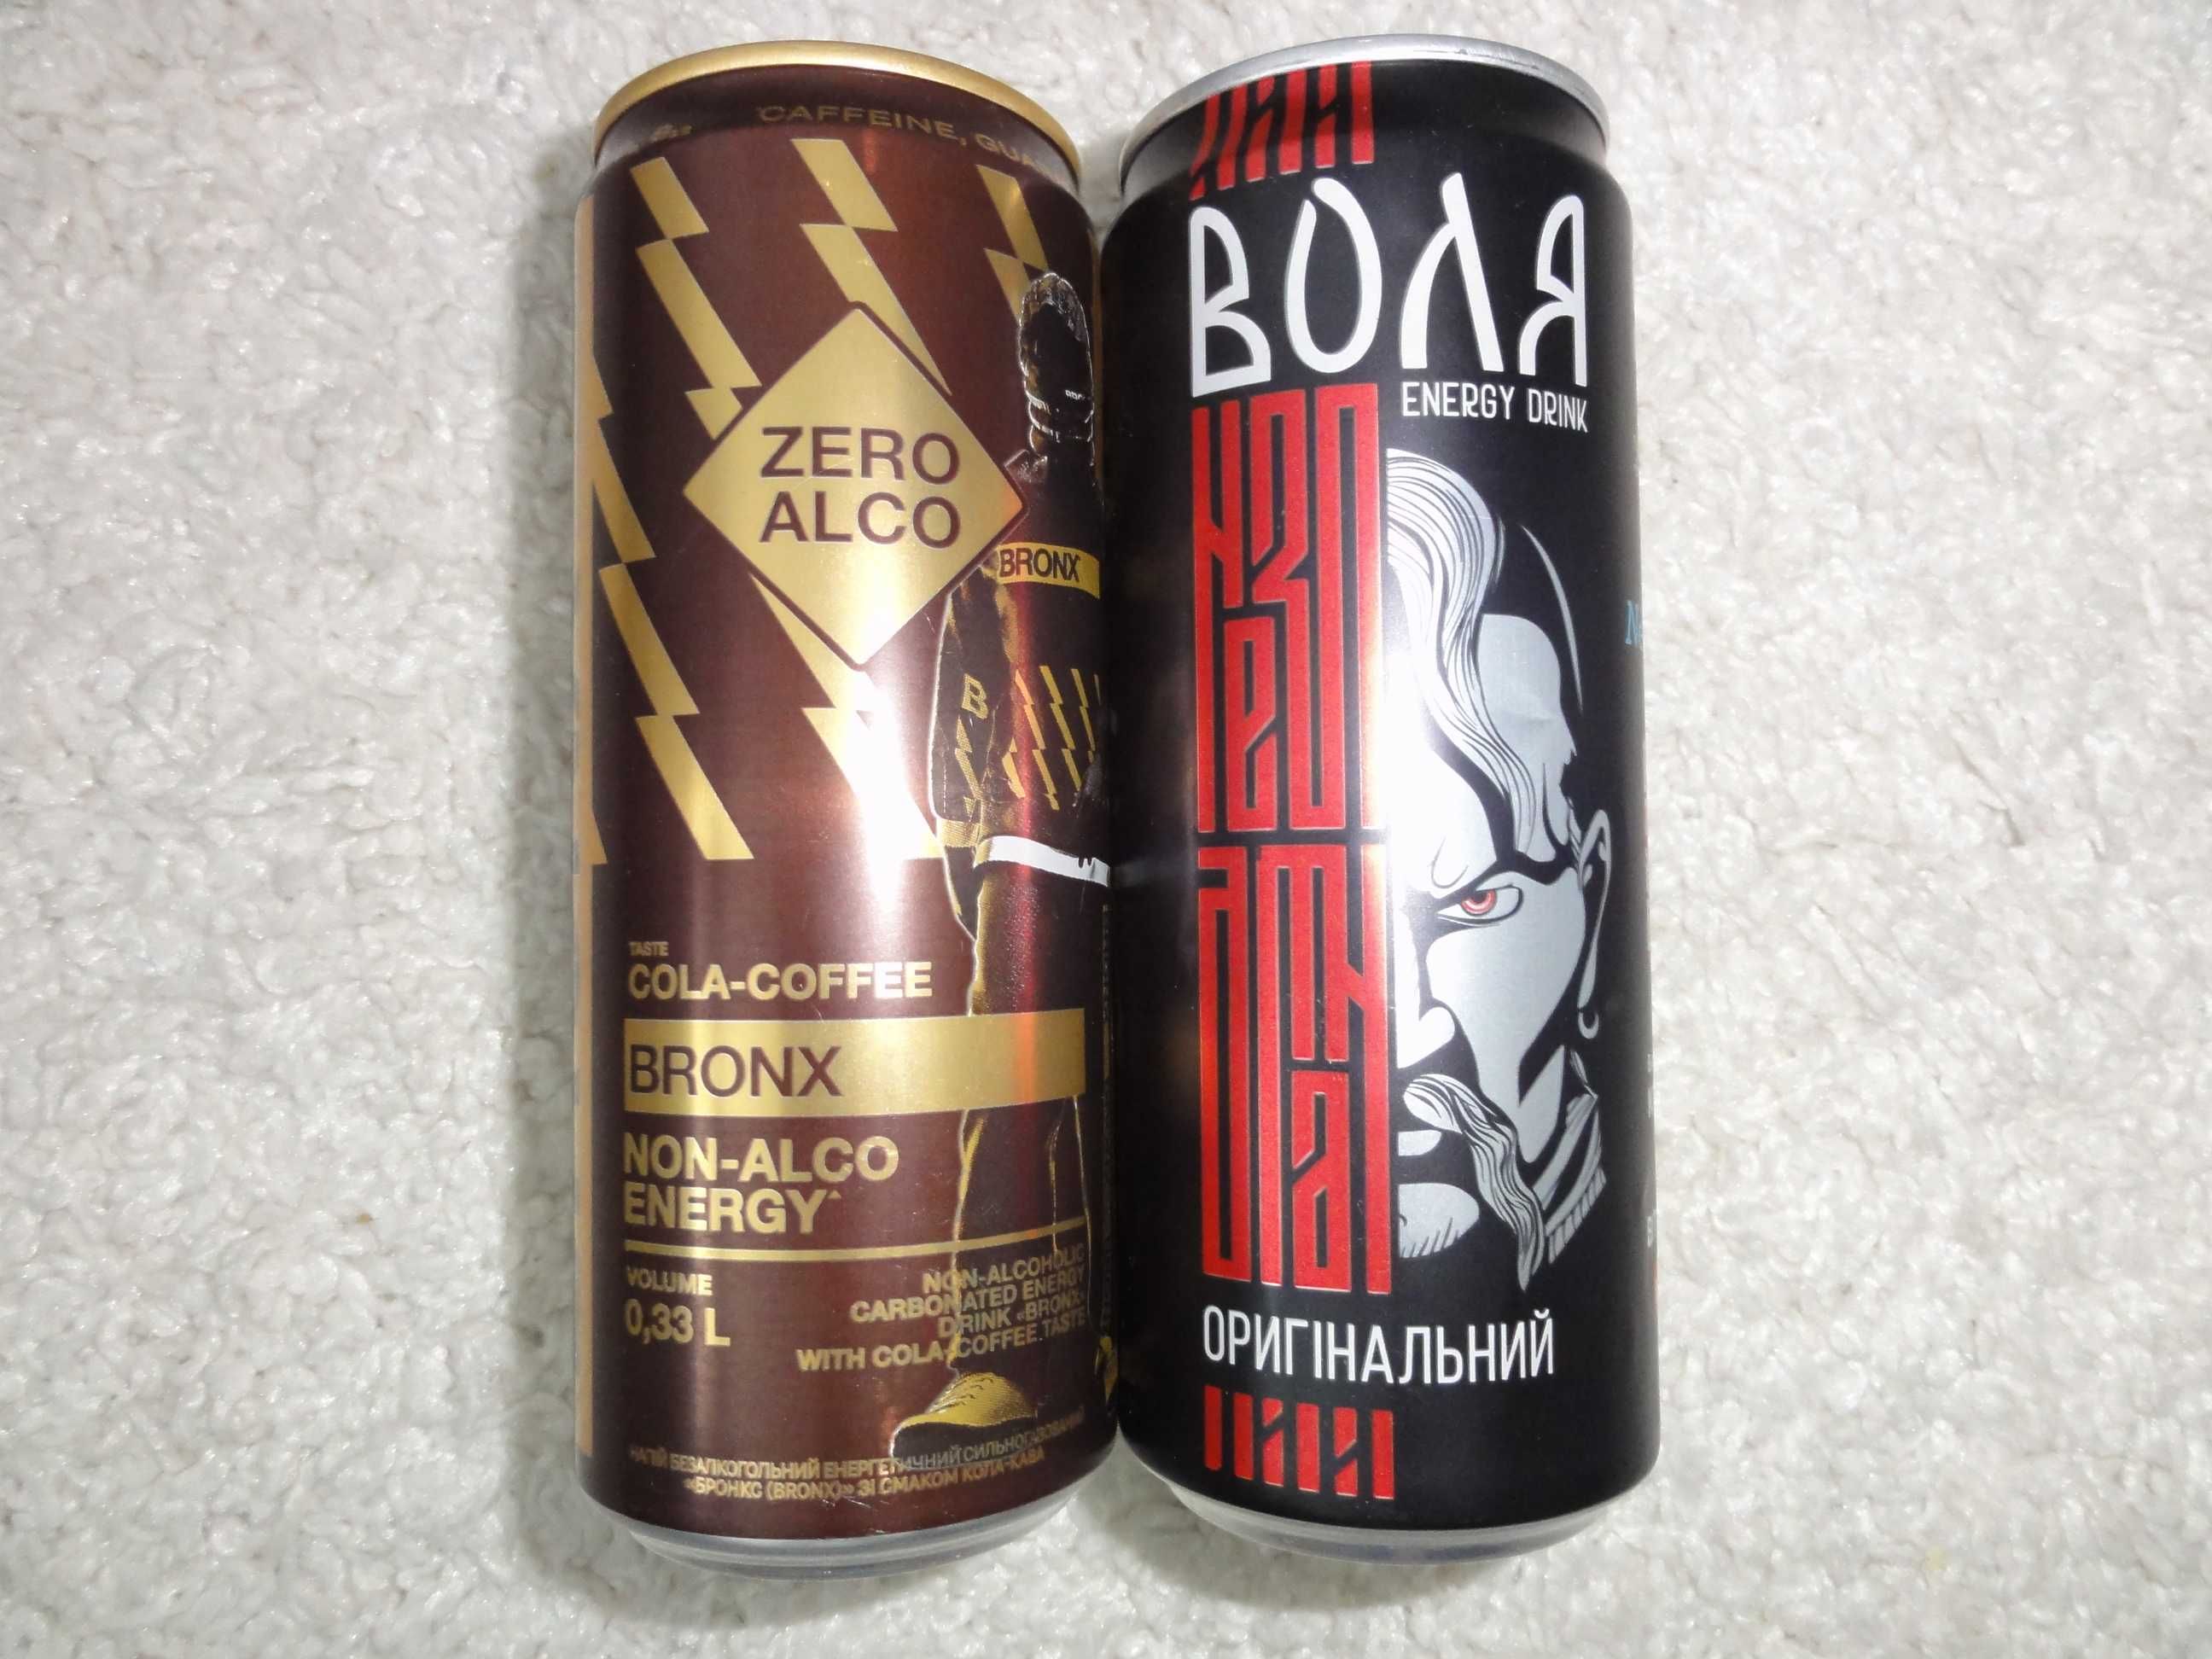 CAFFEINE, GUA
ZERO
ALCO
BRONX
B
TASTE
COLA-COFFEE
BRONX
NON-ALCO
ENERGY
VOLUME
0,33 L
NON-ALCOHOLIC
CARBONATED ENERGY
DRINK «BRONX»
WITH COLA-COFFEE TASTE
НАПІЙ БЕЗАЛКОГОЛЬНИЙ ЕНЕРГЕТИЧНИЙ СИЛЬНОГАЗОВАНИЙ
«БРОНКС (BRONX)» ЗІ СМАКОМ КОЛА-КАВА
ВОЛЯ
ENERGY DRINK
Незл
амна
ОРИГІНАЛЬНИЙ